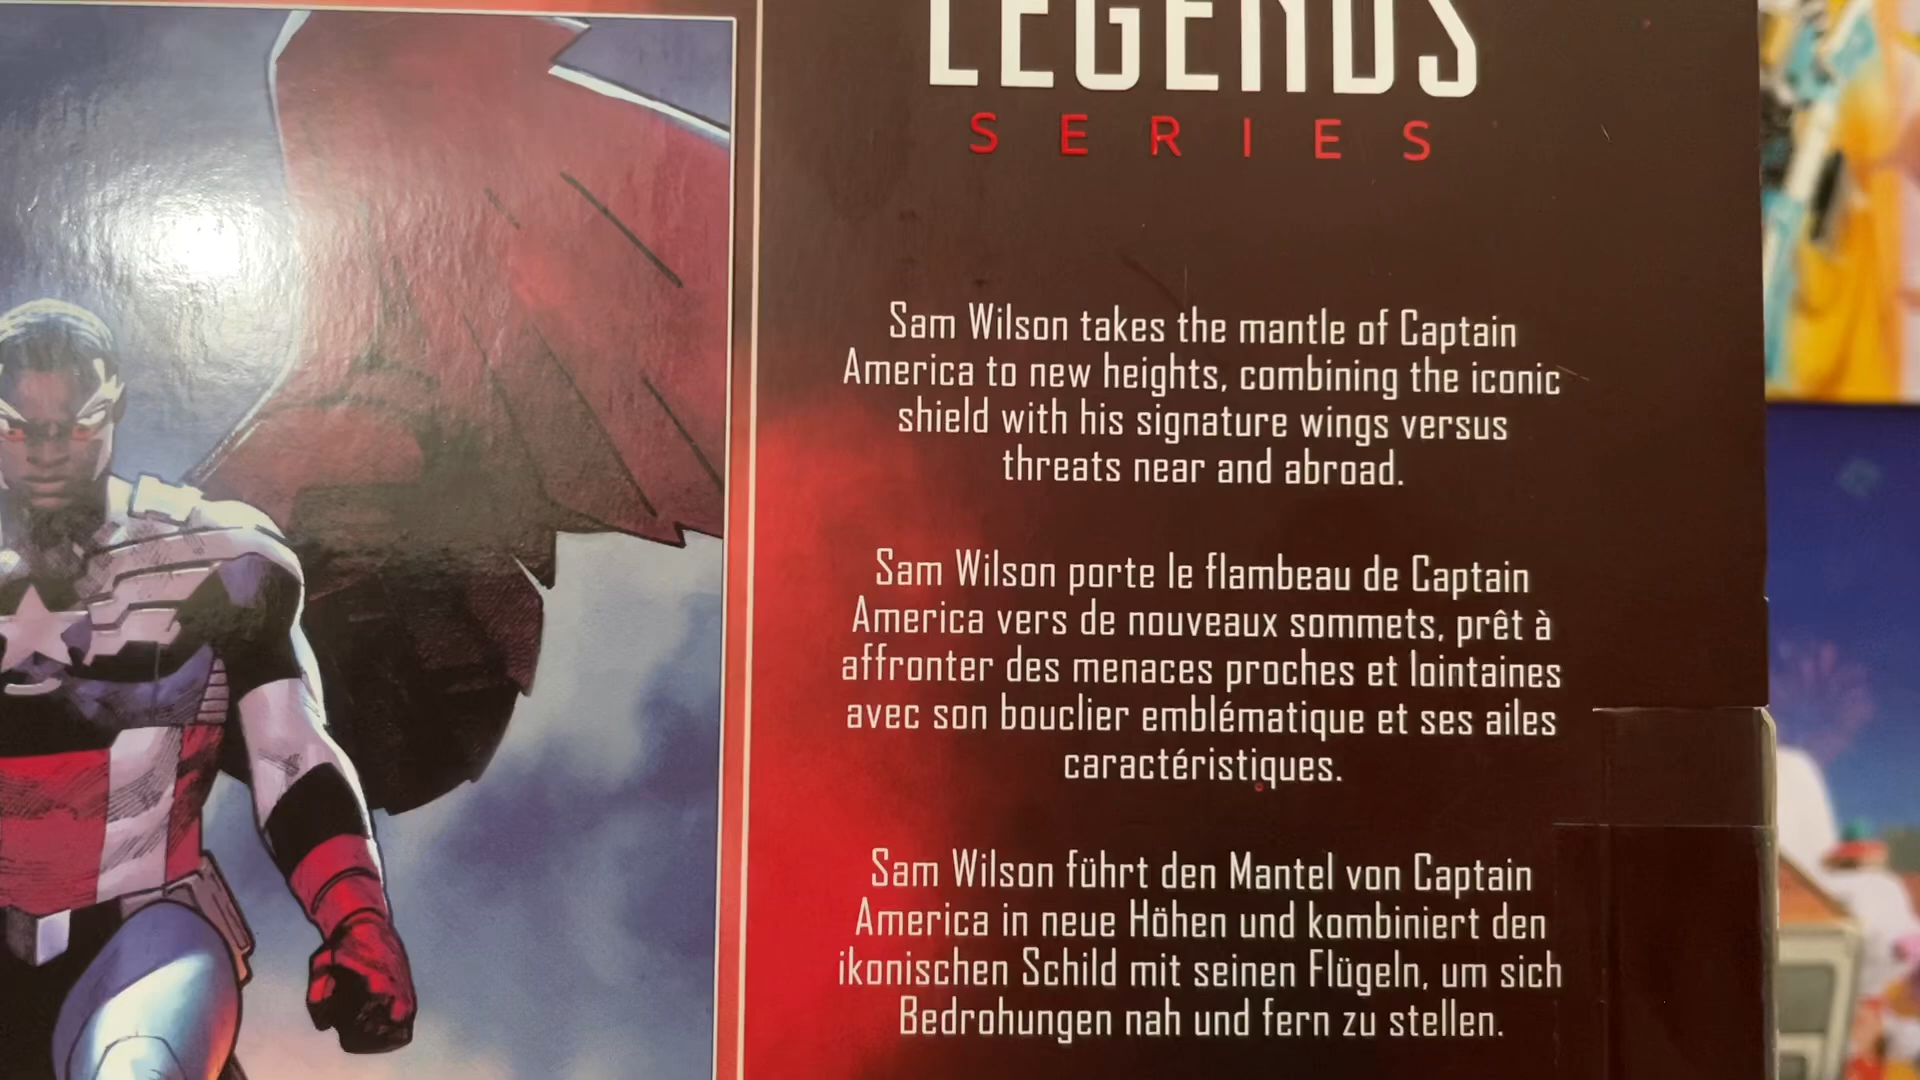 LEGENDS
SERIES
Sam Wilson takes the mantle of Captain
America to new heights, combining the iconic
shield with his signature wings versus
threats near and abroad.
Sam Wilson porte le flambeau de Captain
America vers de nouveaux sommets, prêt à
affronter des menaces proches et lointaines
avec son bouclier emblématique et ses ailes
caractéristiques.
Sam Wilson führt den Mantel von Captain
America in neue Höhen und kombiniert den
ikonischen Schild mit seinen Flügeln, um sich
Bedrohungen nah und fern zu stellen.